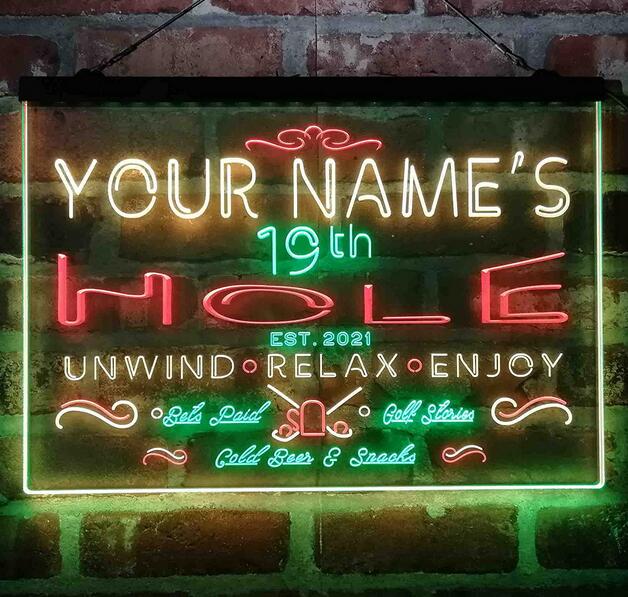 YOUR NAME'S
19th
HOLE
EST. 2021
UNWIND • RELAX • ENJOY
Bets Paid Golf Stories
Cold Beer & Snacks